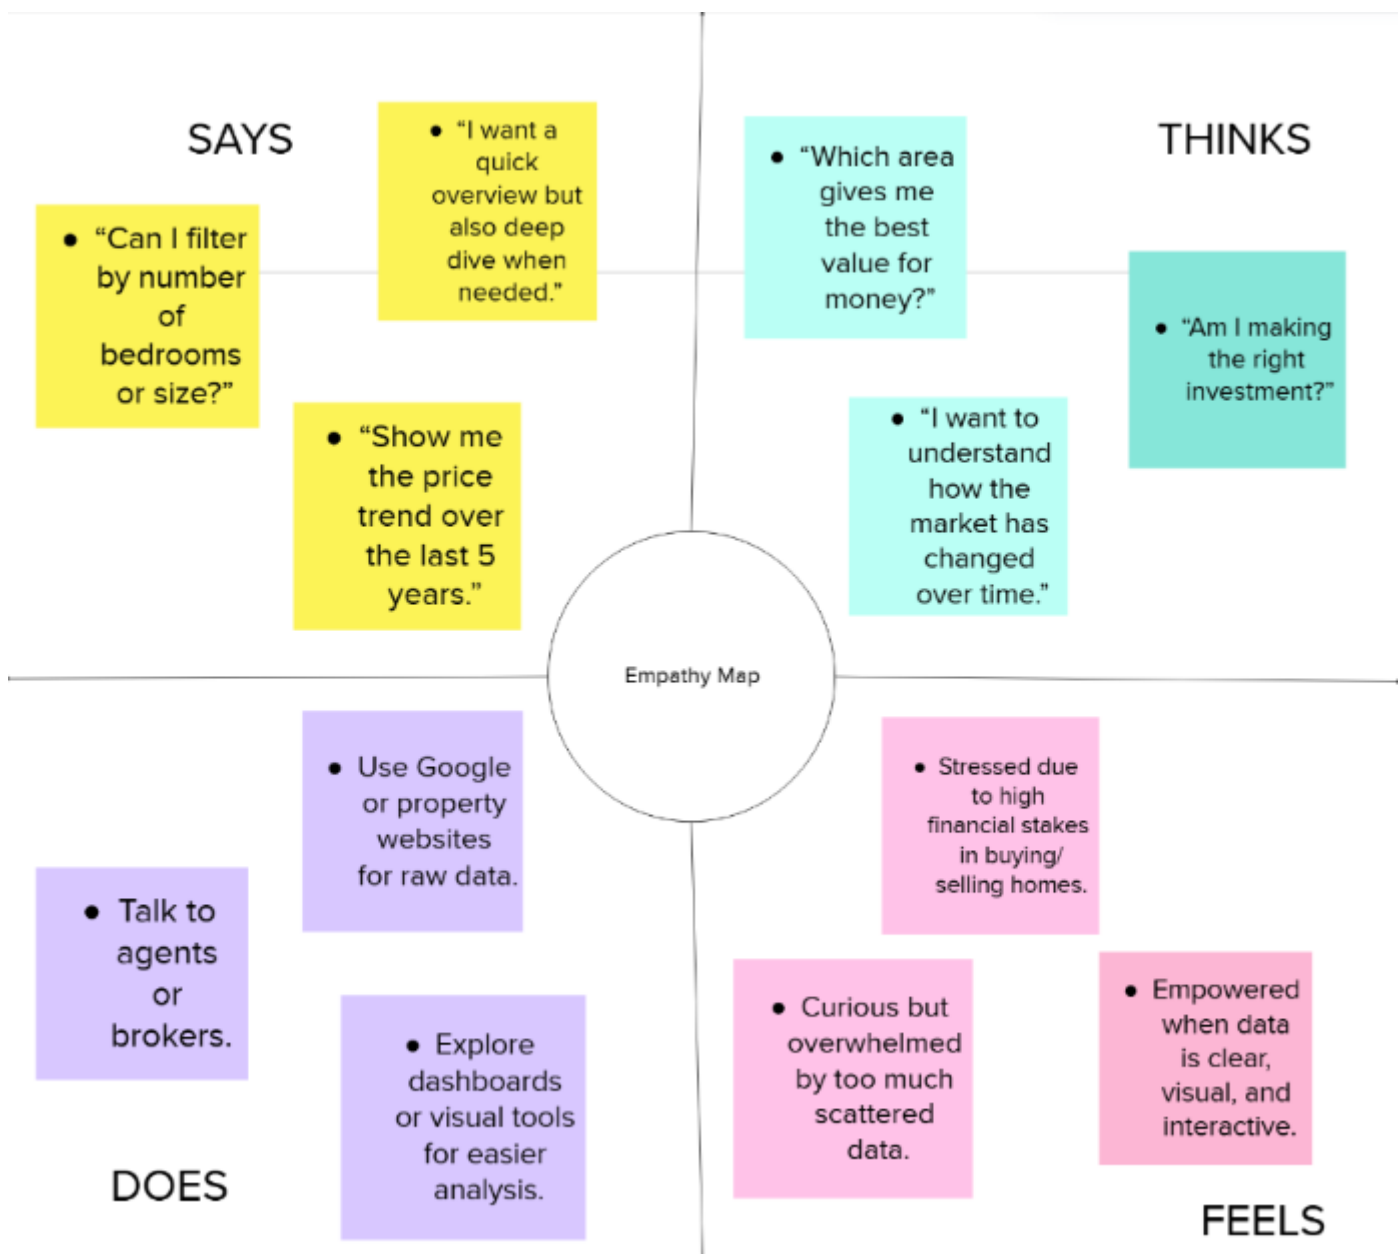 SAYS
• “I want a
quick
overview but
also deep
dive when
needed.”
• “Can I filter
by number
of
bedrooms
or size?”
• “Show me
the price
trend over
the last 5
years.”
THINKS
• “Which area
gives me
the best
value for
money?”
• “Am I making
the right
investment?”
• “I want to
understand
how the
market has
changed
over time.”
Empathy Map
• Use Google
or property
websites
for raw data.
• Talk to
agents
or
brokers.
• Explore
dashboards
or visual tools
for easier
analysis.
DOES
• Stressed due
to high
financial stakes
in buying/
selling homes.
• Curious but
overwhelmed
by too much
scattered
data.
• Empowered
when data
is clear,
visual, and
interactive.
FEELS